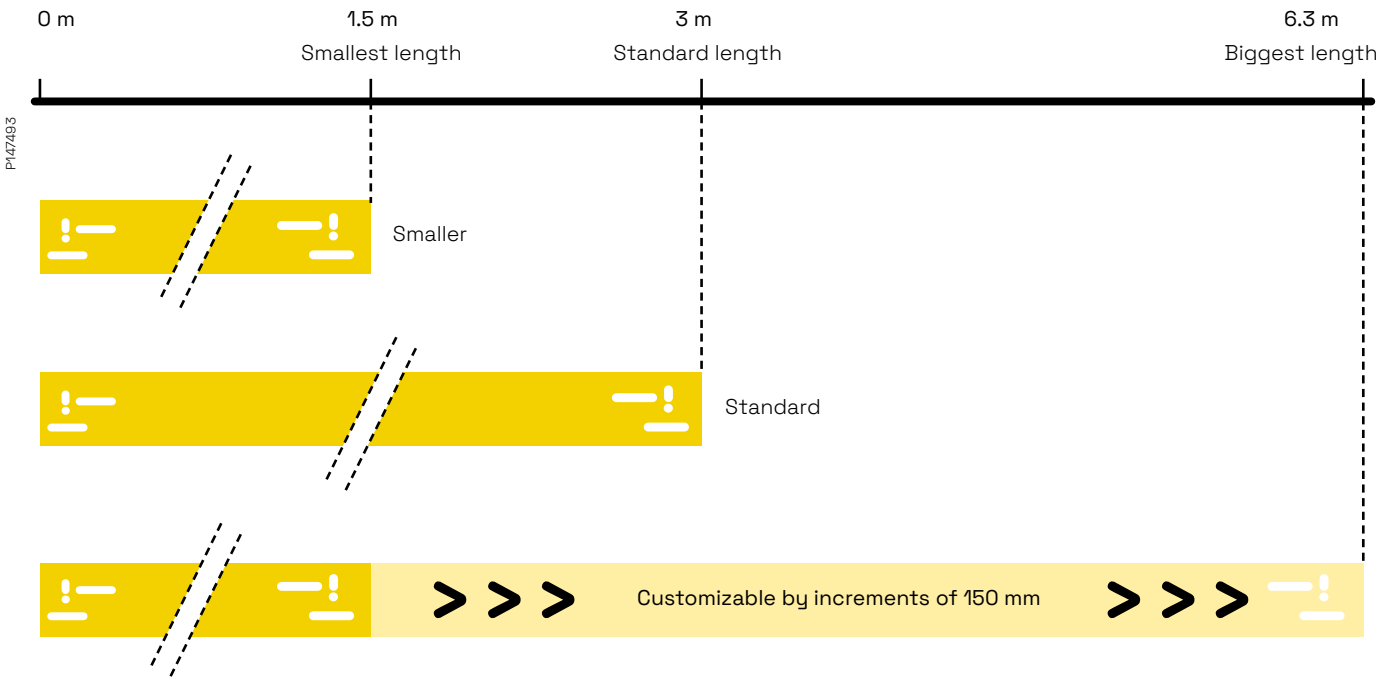 0 m
1.5 m
3 m
6.3 m
Smallest length
Standard length
Biggest length
P147493
Smaller
Standard
Customizable by increments of 150 mm